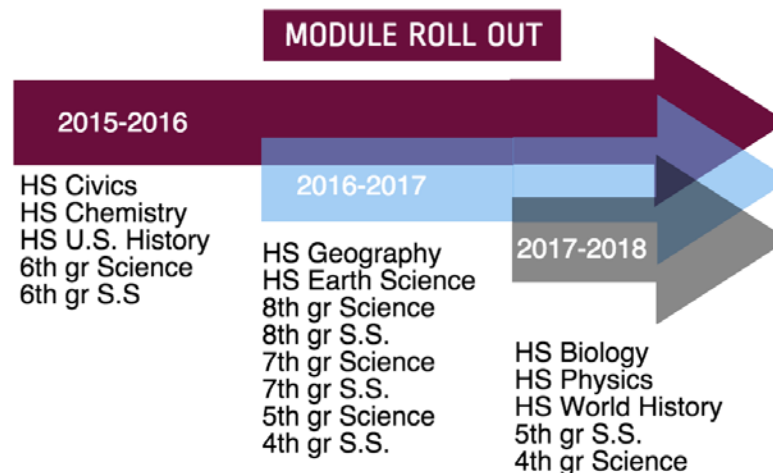 MODULE ROLL OUT
2015-2016
HS Civics
HS Chemistry
HS U.S. History
6th gr Science
6th gr S.S
2016-2017
HS Geography
HS Earth Science
8th gr Science
8th gr S.S.
7th gr Science
7th gr S.S.
5th gr Science
4th gr S.S.
2017-2018
HS Biology
HS Physics
HS World History
5th gr S.S.
4th gr Science